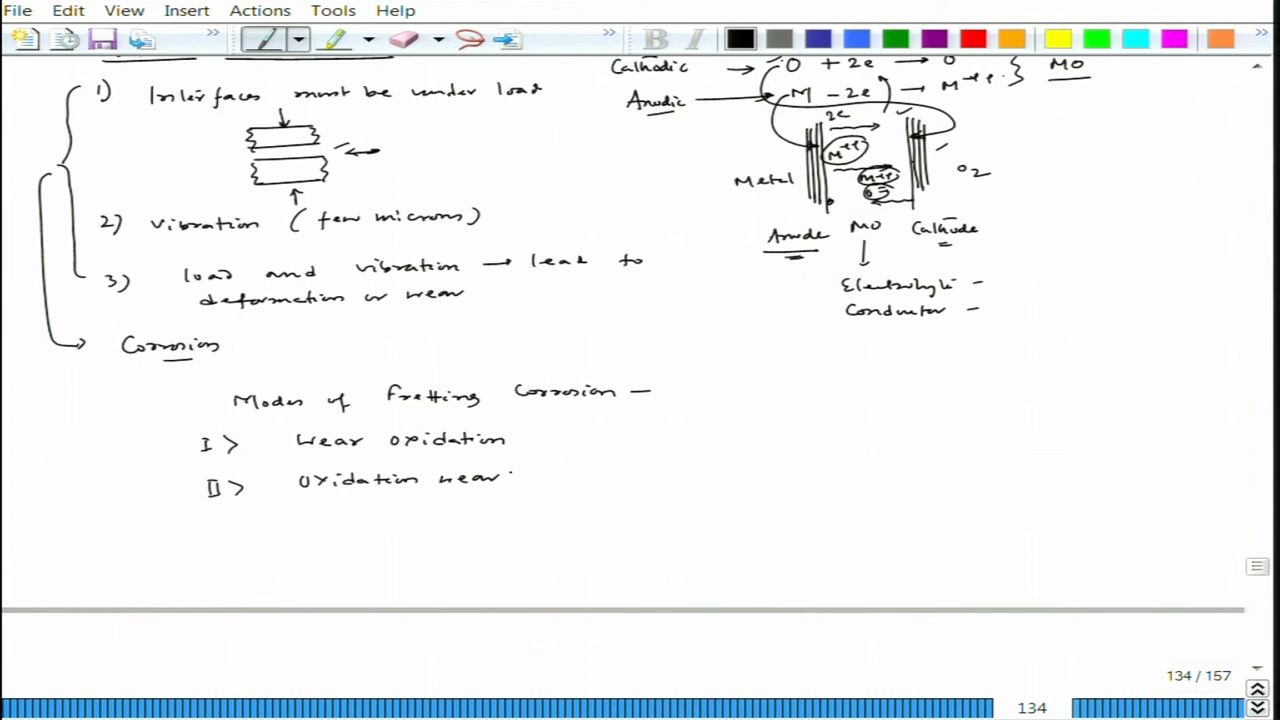 File Edit View Insert Actions Tools Help
B I
1) Interfaces must be under load
2) vibration (few microns)
3) load and vibration → lead to
deformation or wear
Corrosion
Modes of Fretting Corrosion —
I> Wear oxidation
II> Oxidation wear
Cathodic → O + 2e → O
Anodic → M - 2e → M++ } MO
2e
M++
Metal
M++
O=
O2
Anode MO Cathode
Electrolyte -
Conductor -
134 / 157
134